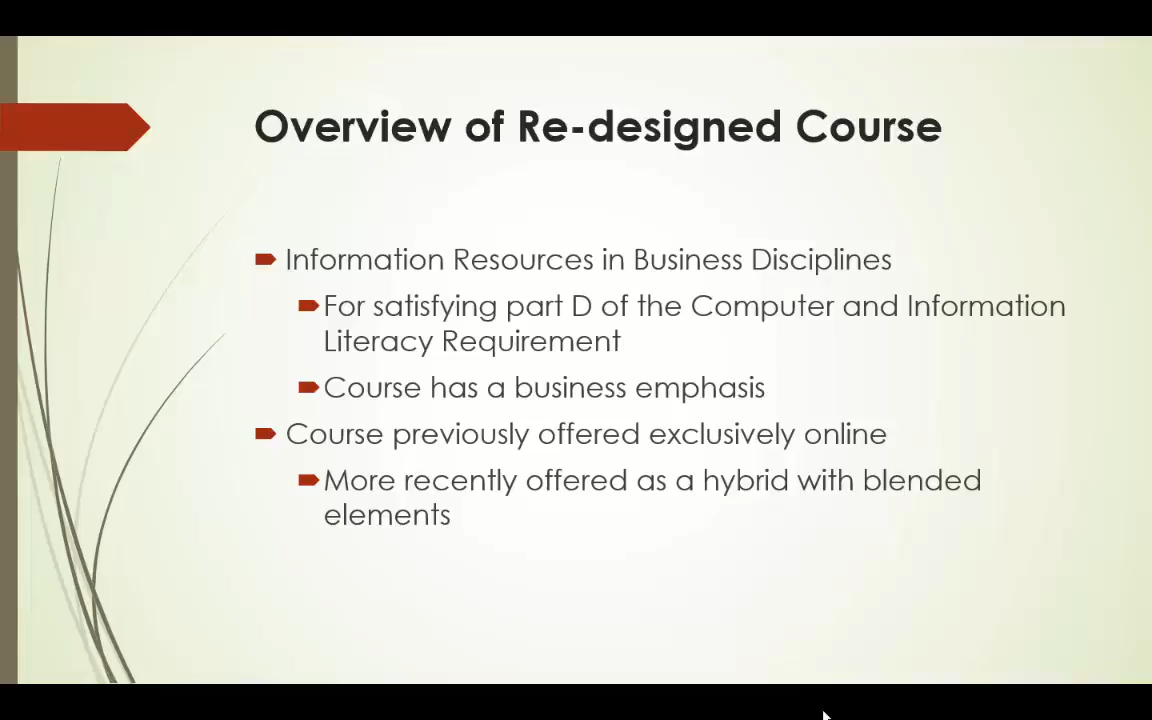 Overview of Re-designed Course
Information Resources in Business Disciplines
For satisfying part D of the Computer and Information
Literacy Requirement
Course has a business emphasis
Course previously offered exclusively online
More recently offered as a hybrid with blended
elements